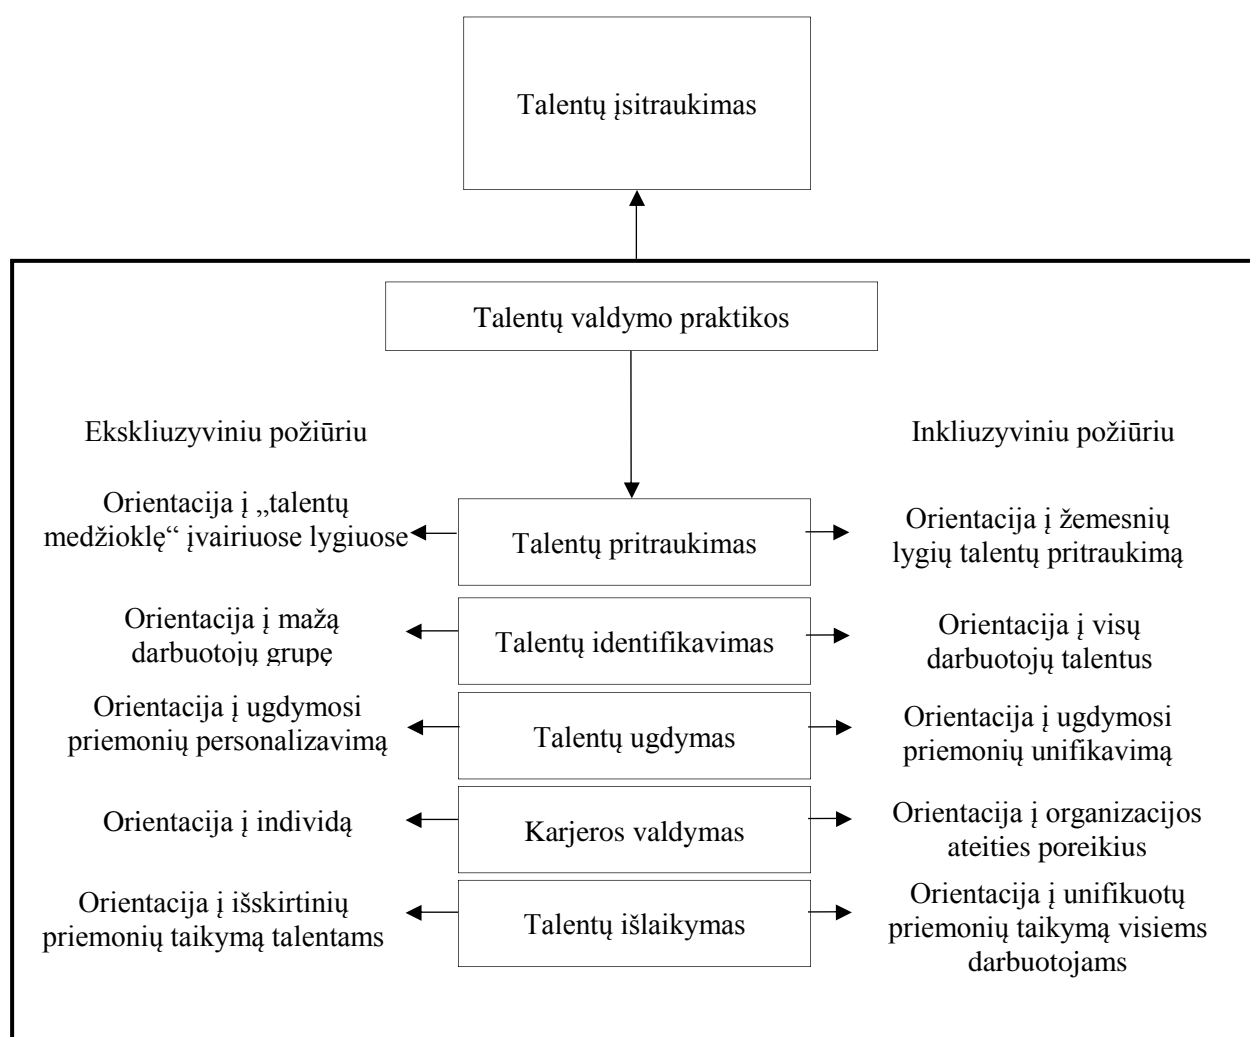 Talentų įsitraukimas
Talentų valdymo praktikos
Ekskliuzyviniu požiūriu
Inkliuzyviniu požiūriu
Orientacija į „talentų
medžioklę“ įvairiuose lygiuose
Talentų pritraukimas
Orientacija į žemesnių
lygių talentų pritraukimą
Orientacija į mažą
darbuotojų grupę
Talentų identifikavimas
Orientacija į visų
darbuotojų talentus
Orientacija į ugdymosi
priemonių personalizavimą
Talentų ugdymas
Orientacija į ugdymosi
priemonių unifikavimą
Orientacija į individą
Karjeros valdymas
Orientacija į organizacijos
ateities poreikius
Orientacija į išskirtinių
priemonių taikymą talentams
Talentų išlaikymas
Orientacija į unifikuotų
priemonių taikymą visiems
darbuotojams